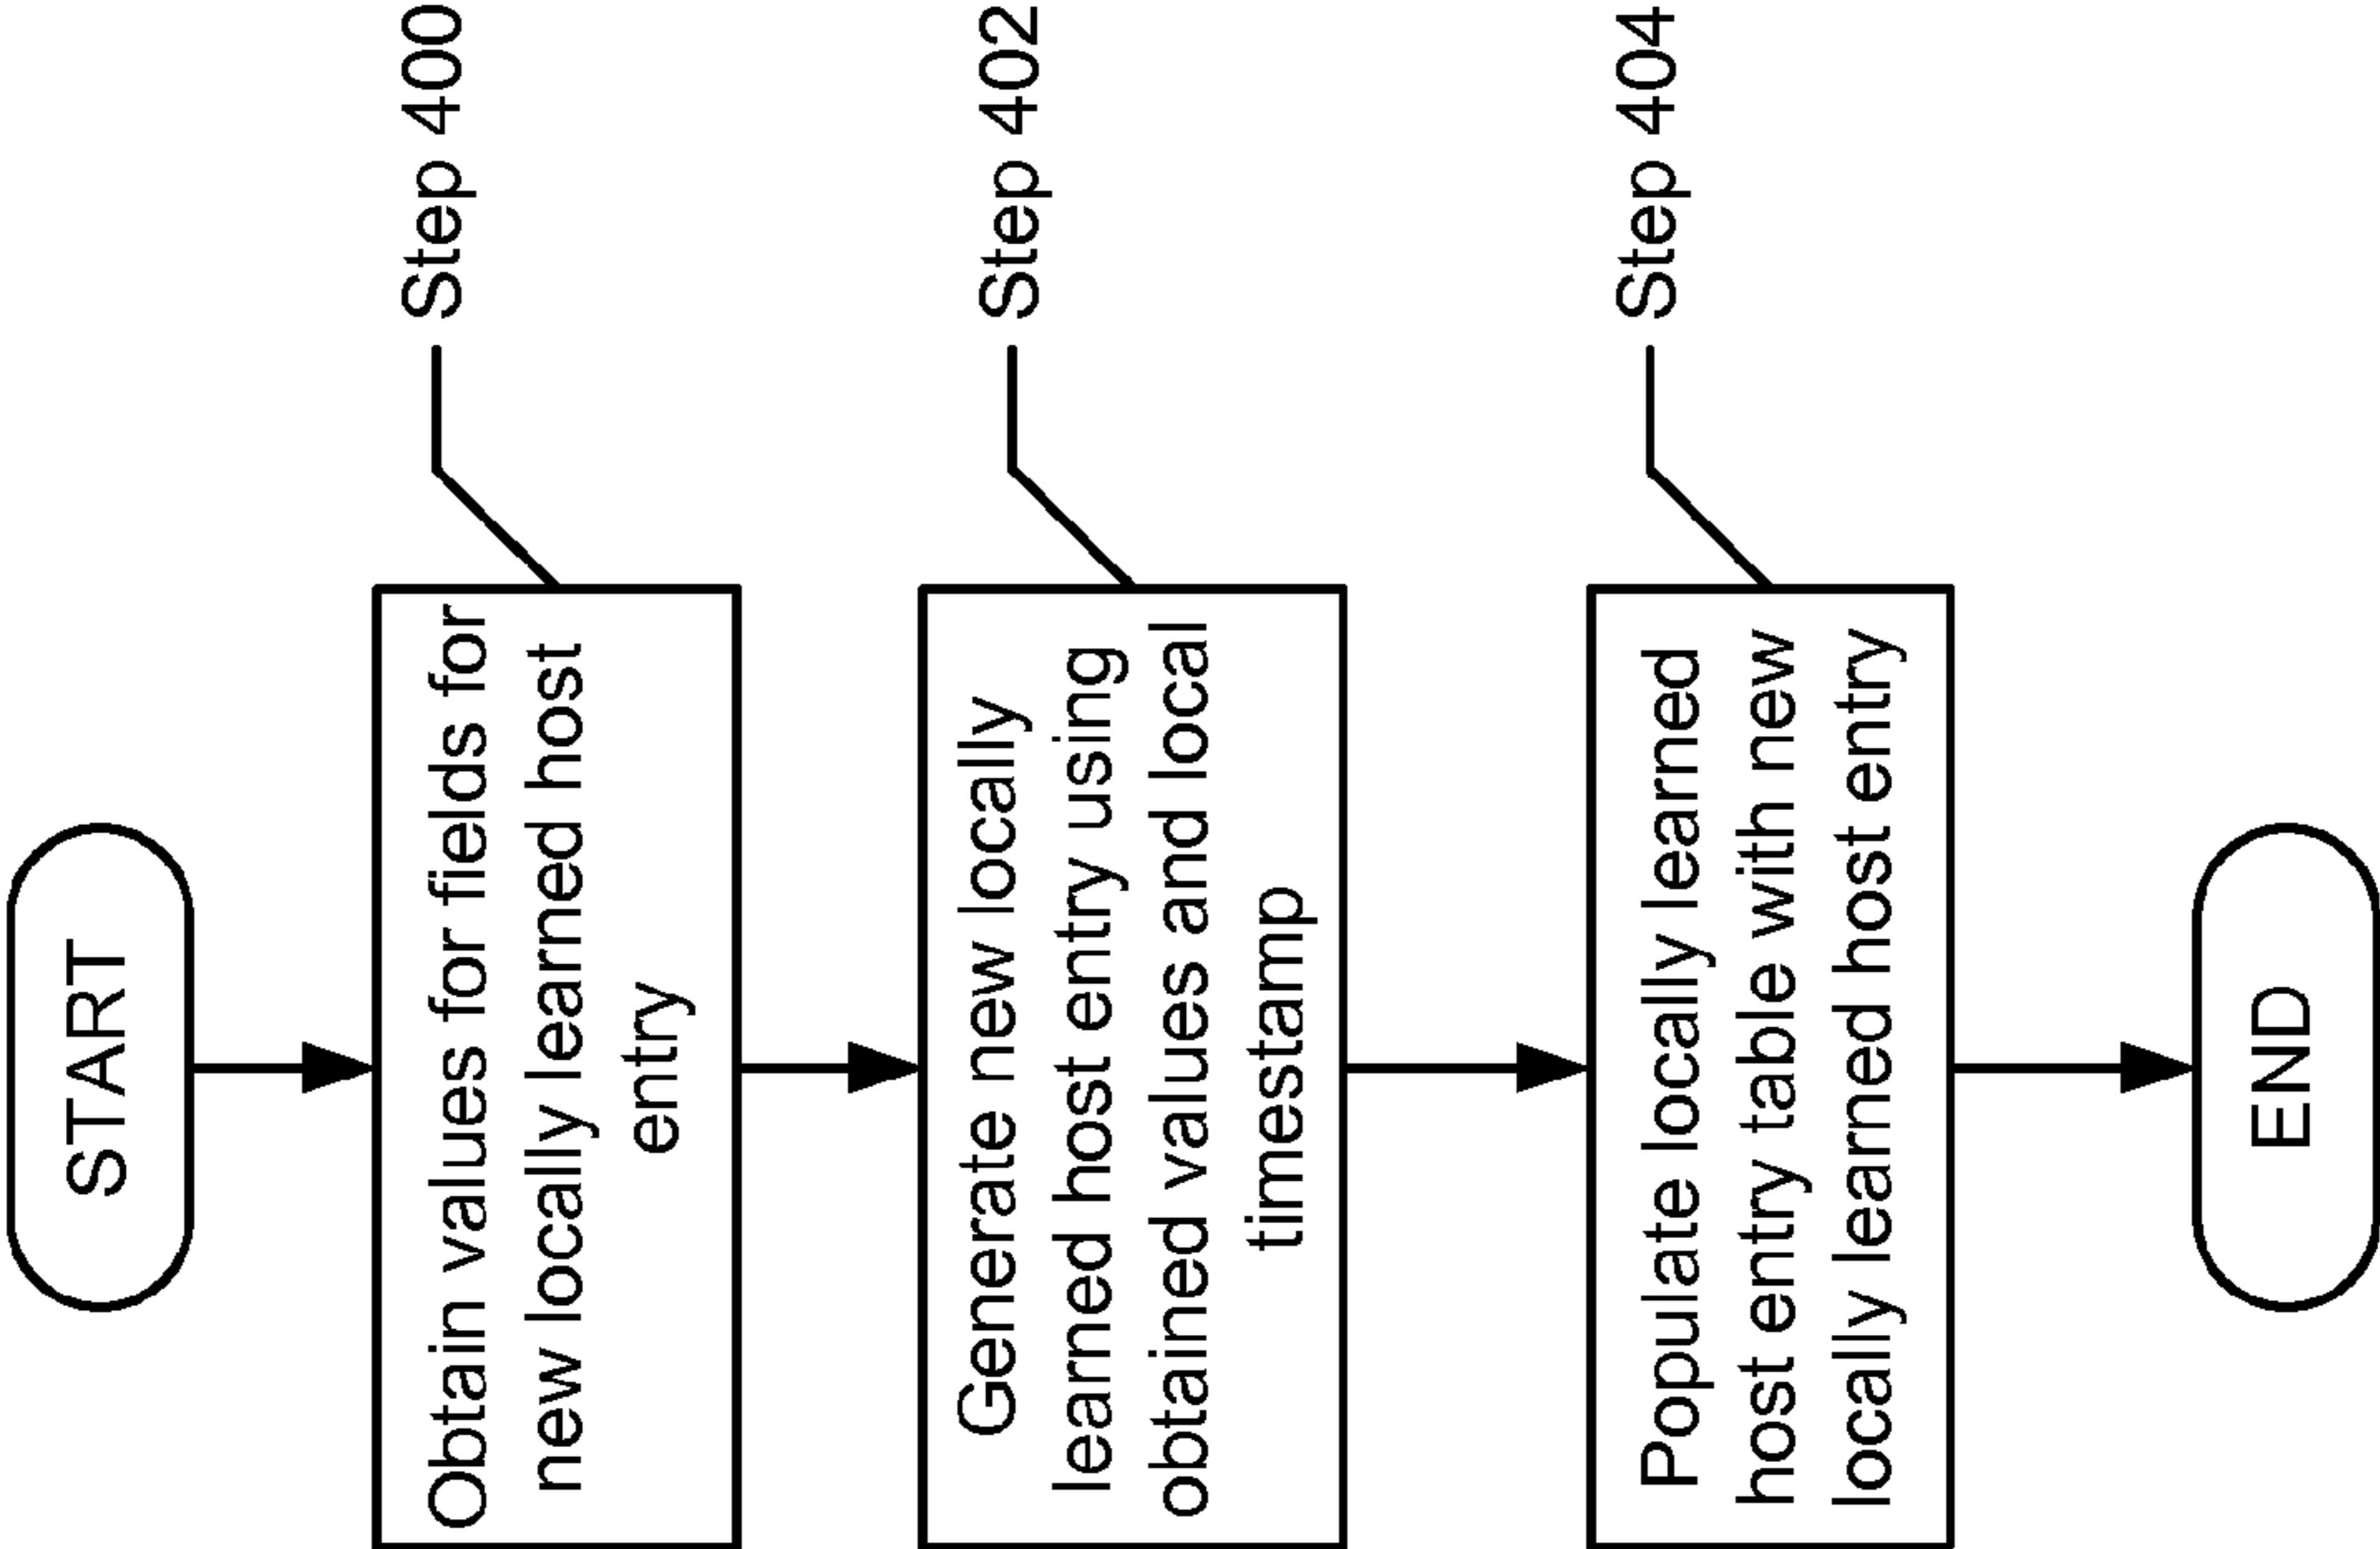 START
Obtain values for fields for
new locally learned host
entry
Step 400
Generate new locally
learned host entry using
obtained values and local
timestamp
Step 402
Populate locally learned
host entry table with new
locally learned host entry
Step 404
END